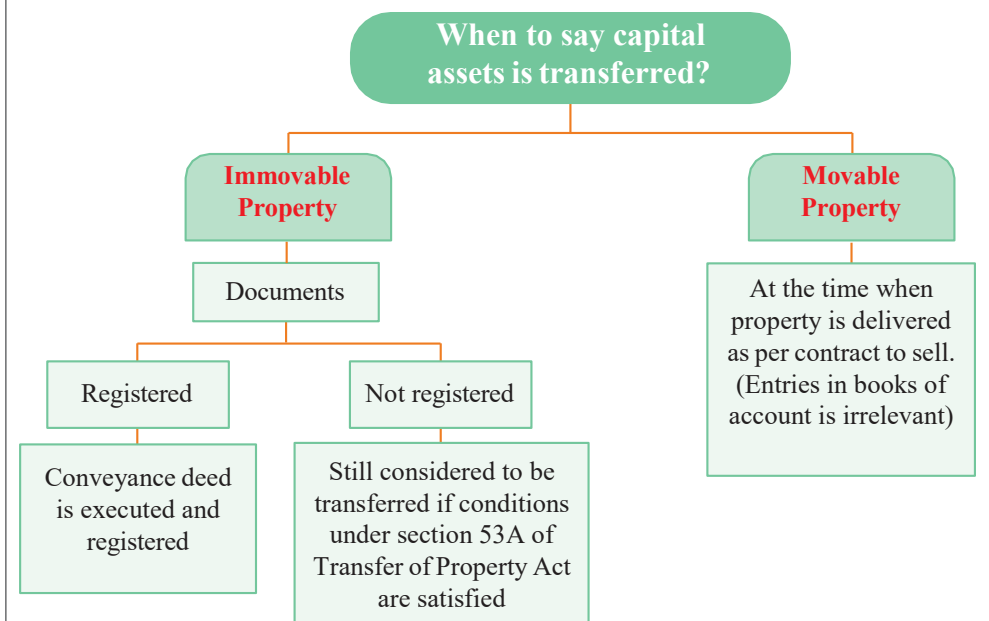 When to say capital
assets is transferred?
Immovable
Property
Movable
Property
Documents
At the time when
property is delivered
as per contract to sell.
(Entries in books of
account is irrelevant)
Registered
Not registered
Conveyance deed
is executed and
registered
Still considered to be
transferred if conditions
under section 53A of
Transfer of Property Act
are satisfied